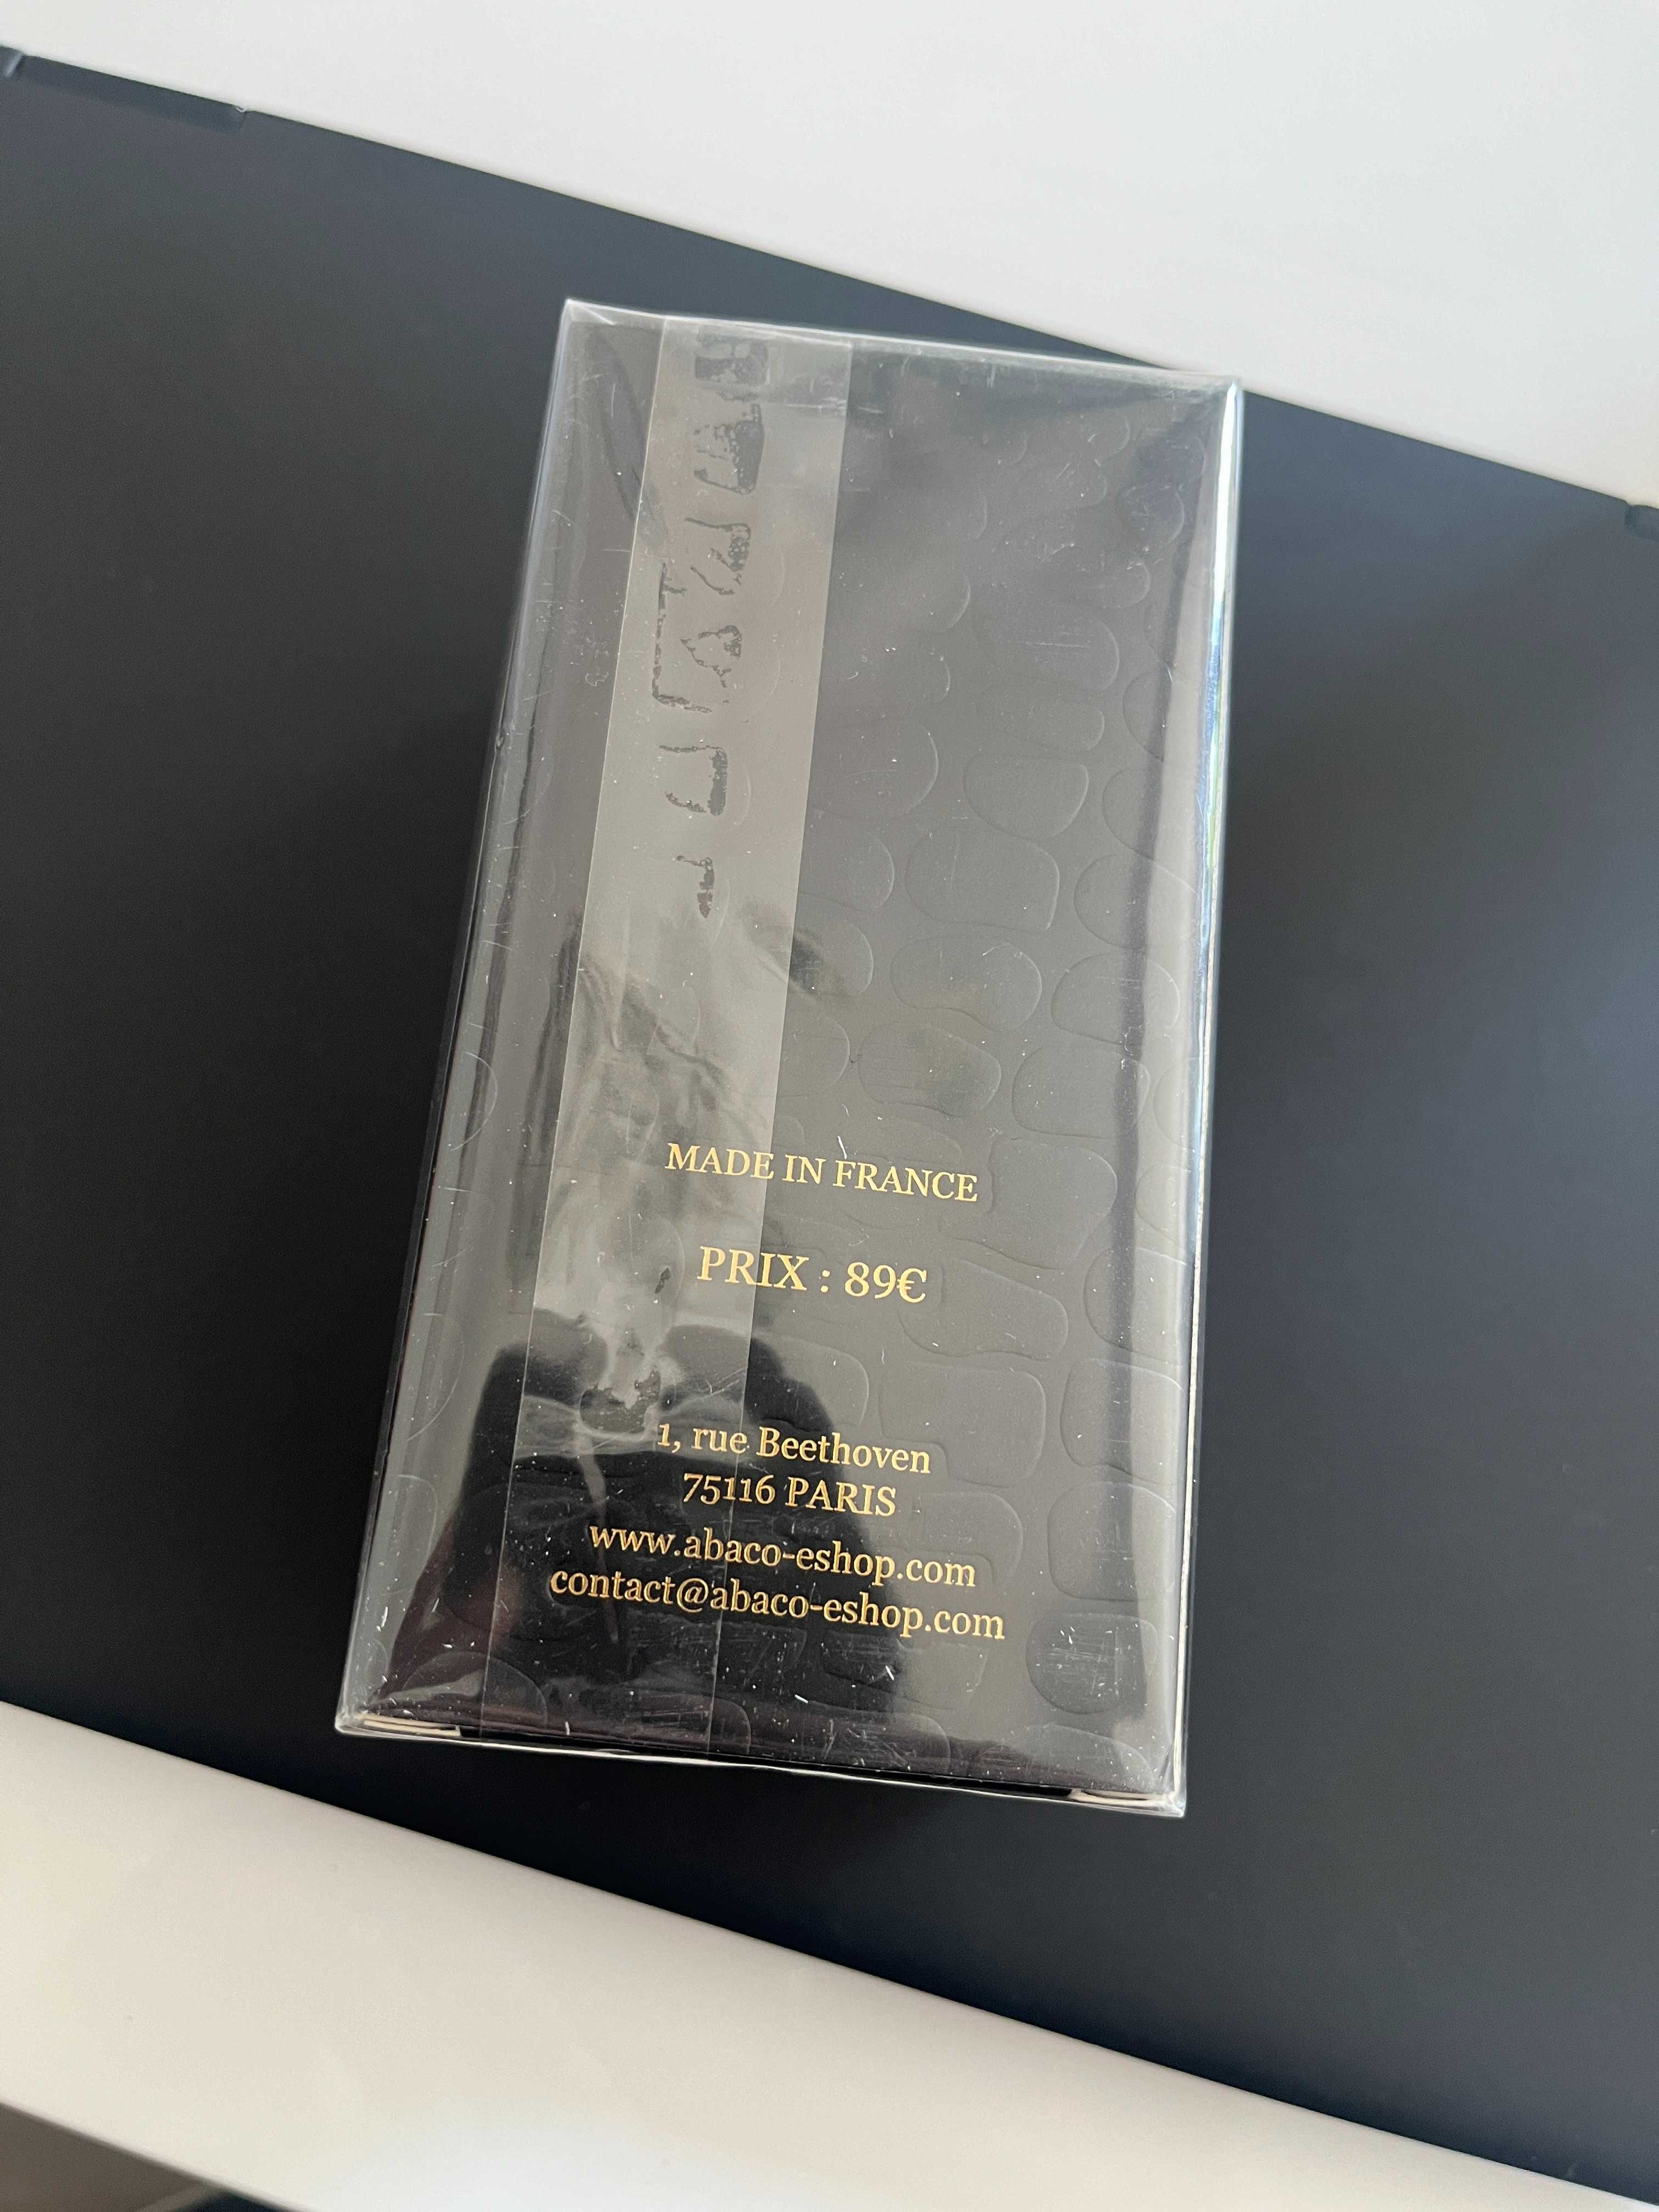 MADE IN FRANCE
PRIX : 89€
1, rue Beethoven
75116 PARIS
www.abaco-eshop.com
contact@abaco-eshop.com